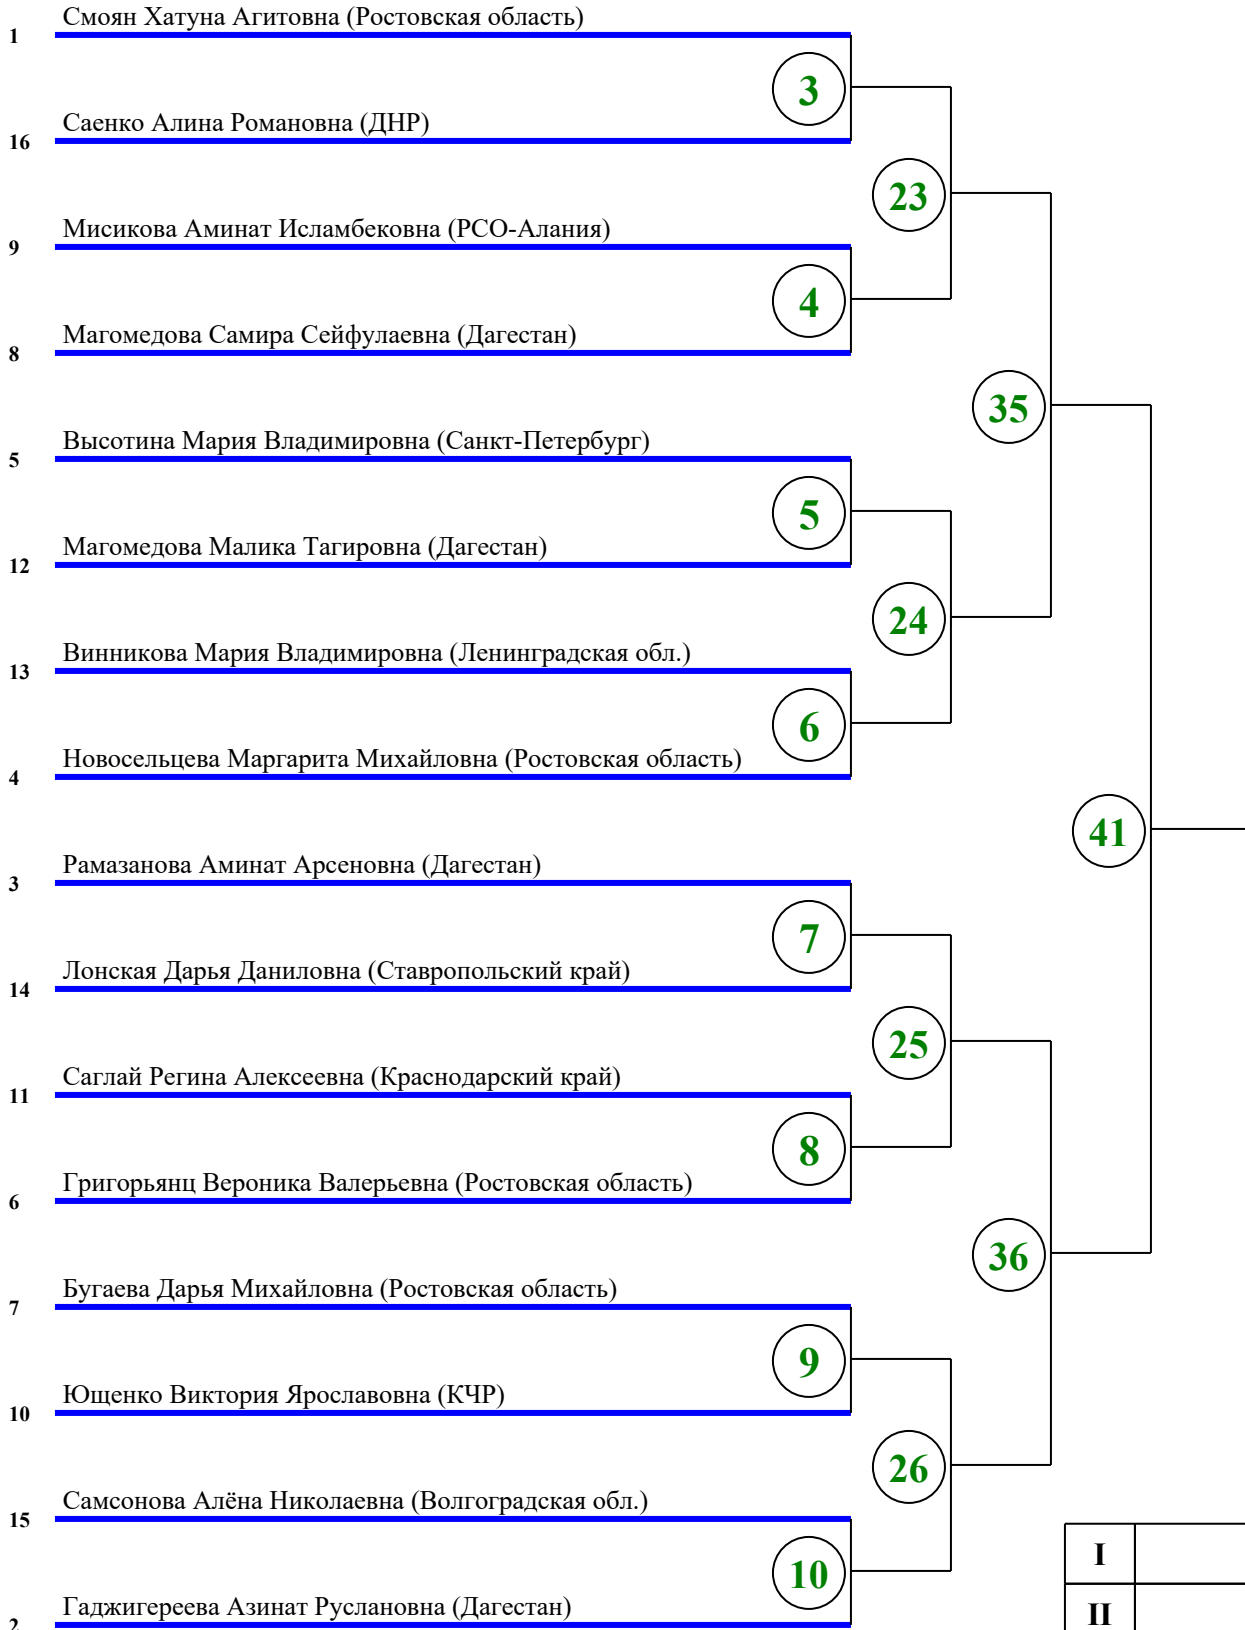 Смоян Хатуна Агитовна (Ростовская область)
1
3
Саенко Алина Романовна (ДНР)
16
23
Мисикова Аминат Исламбековна (РСО-Алания)
9
4
Магомедова Самира Сейфулаевна (Дагестан)
8
35
Высотина Мария Владимировна (Санкт-Петербург)
5
5
Магомедова Малика Тагировна (Дагестан)
12
24
Винникова Мария Владимировна (Ленинградская обл.)
13
6
Новосельцева Маргарита Михайловна (Ростовская область)
4
41
Рамазанова Аминат Арсеновна (Дагестан)
3
7
Лонская Дарья Даниловна (Ставропольский край)
14
25
Саглай Регина Алексеевна (Краснодарский край)
11
8
Григорьянц Вероника Валерьевна (Ростовская область)
6
36
Бугаева Дарья Михайловна (Ростовская область)
7
9
Ющенко Виктория Ярославовна (КЧР)
10
26
Самсонова Алёна Николаевна (Волгоградская обл.)
15
I
10
Гаджигереева Азинат Руслановна (Дагестан)
II
2